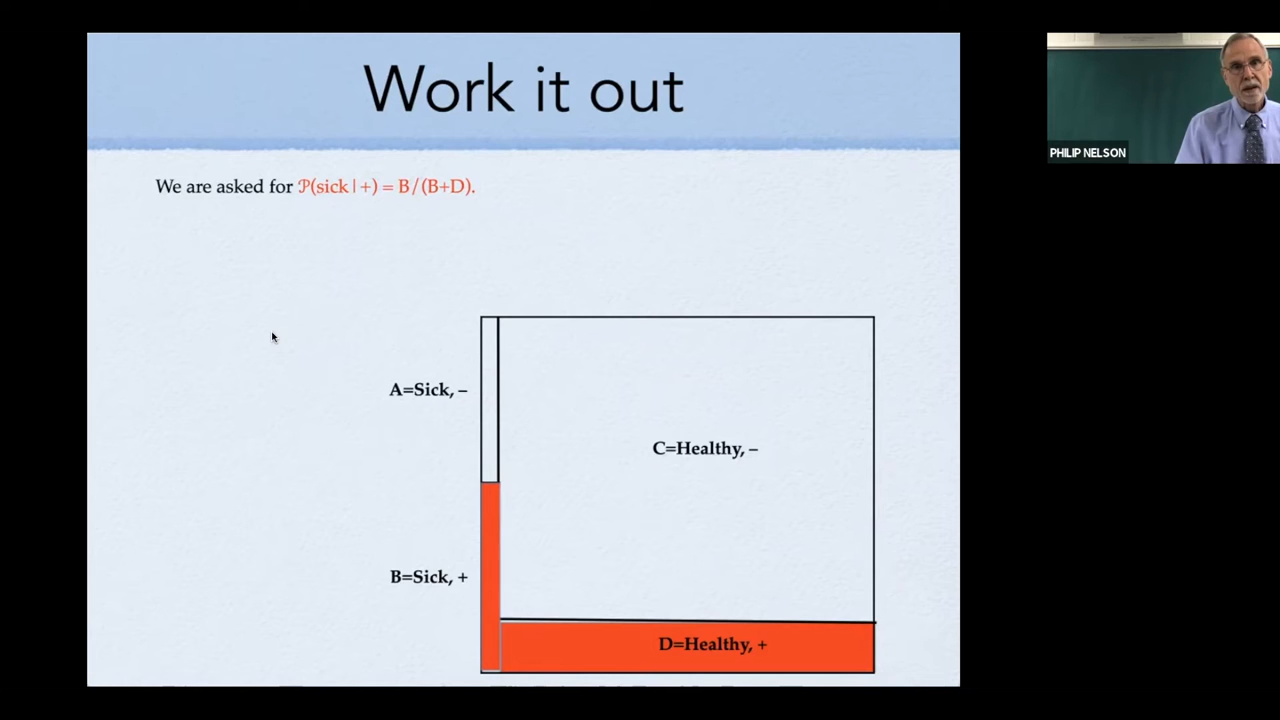 Work it out
PHILIP NELSON
We are asked for 𝒫(sick | +) = B/(B+D).
A=Sick, –
C=Healthy, –
B=Sick, +
D=Healthy, +